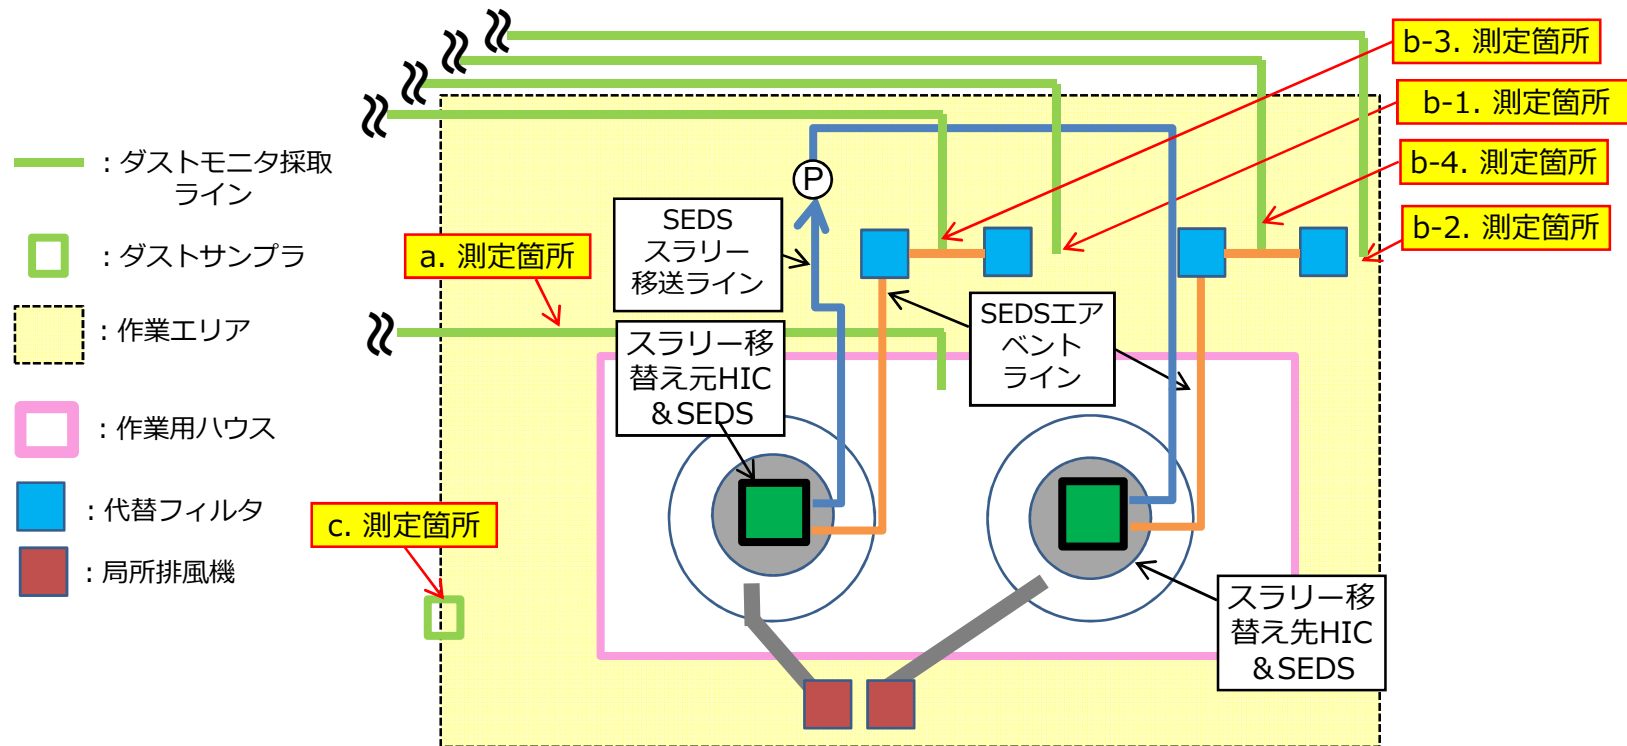 ：ダストモニタ採取
ライン
：ダストサンプラ
：作業エリア
：作業用ハウス
：代替フィルタ
：局所排風機
b-3. 測定箇所
b-1. 測定箇所
b-4. 測定箇所
b-2. 測定箇所
P
SEDS
スラリー
移送ライン
a. 測定箇所
SEDSエア
ベント
ライン
スラリー移
替え元HIC
＆SEDS
c. 測定箇所
スラリー移
替え先HIC
＆SEDS